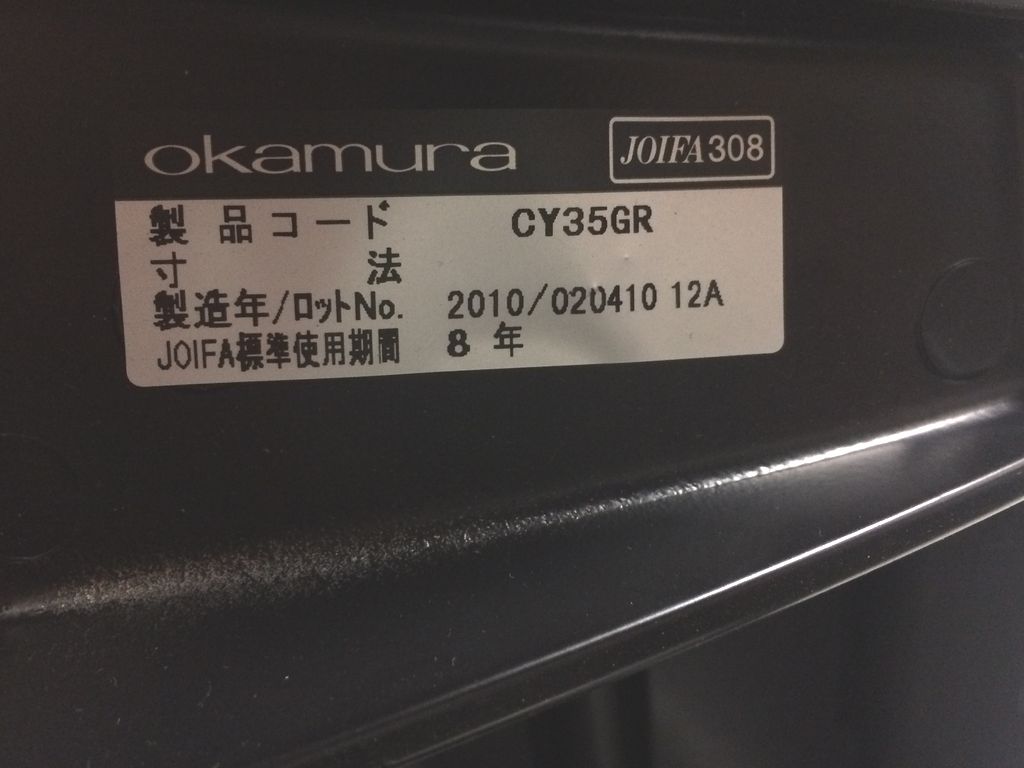 okamura
JOIFA308
製品コード CY35GR
寸法
製造年/ロットNo. 2010/020410 12A
JOIFA標準使用期間 8 年